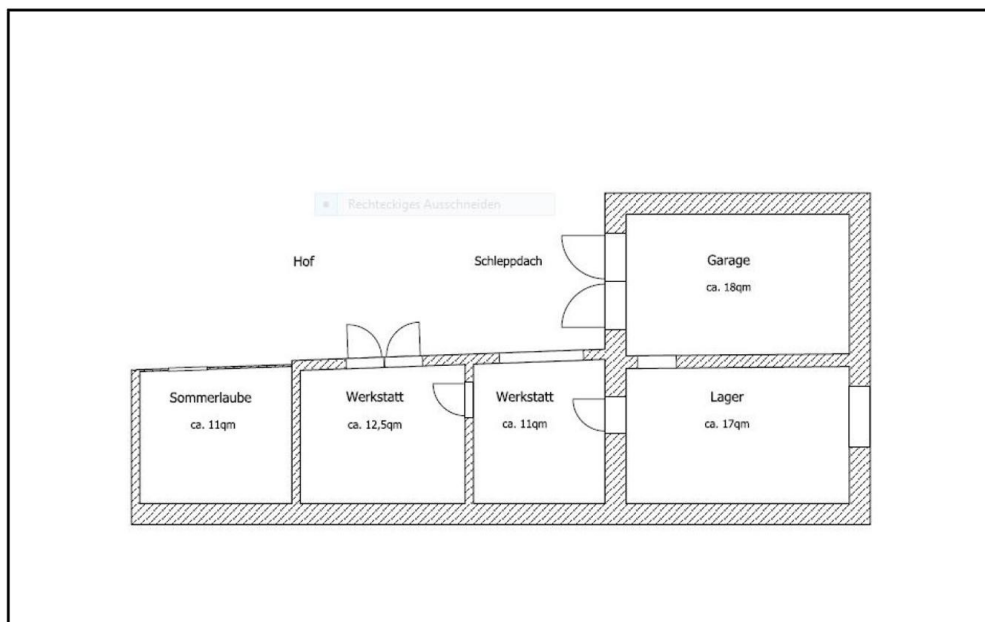 Rechteckiges Ausschneiden
Hof
Schleppdach
Garage
ca. 18qm
Sommerlaube
ca. 11qm
Werkstatt
ca. 12,5qm
Werkstatt
ca. 11qm
Lager
ca. 17qm